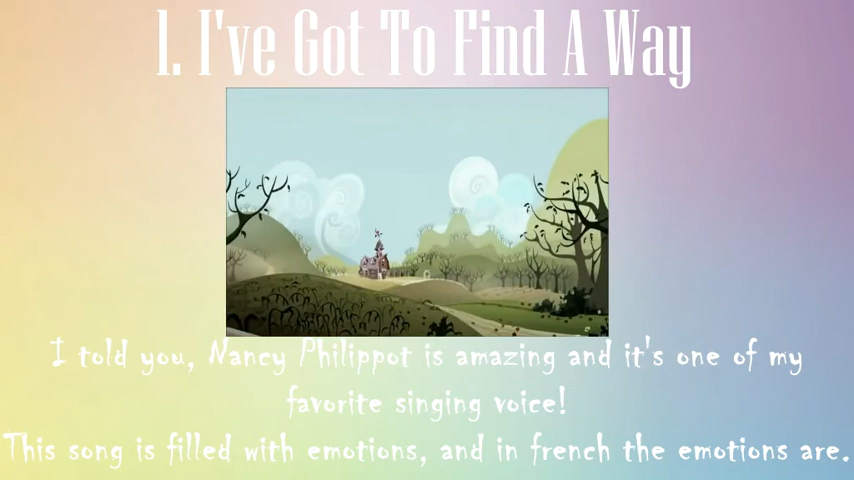 1. I've Got To Find A Way
I told you, Nancy Philippot is amazing and it's one of my
favorite singing voice!
This song is filled with emotions, and in french the emotions are.